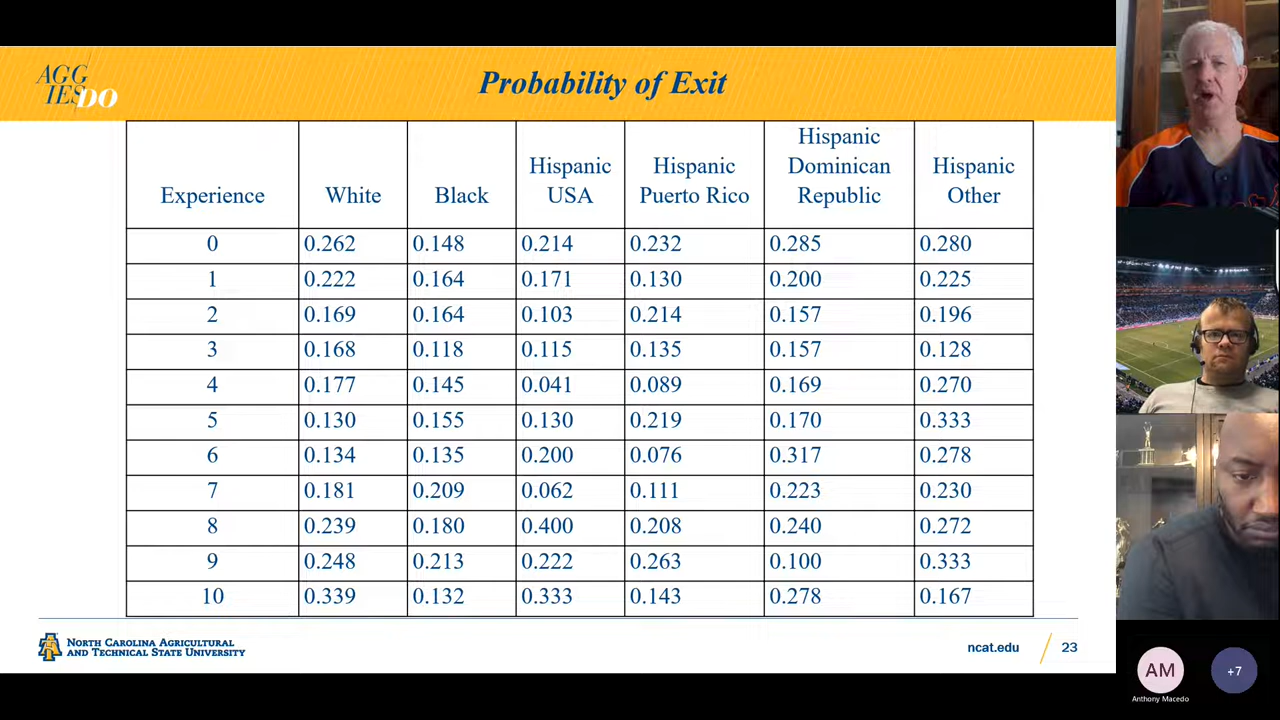 AGG
IESDO
Probability of Exit
Experience White Black Hispanic USA Hispanic Puerto Rico Hispanic Dominican Republic Hispanic Other
0 0.262 0.148 0.214 0.232 0.285 0.280
1 0.222 0.164 0.171 0.130 0.200 0.225
2 0.169 0.164 0.103 0.214 0.157 0.196
3 0.168 0.118 0.115 0.135 0.157 0.128
4 0.177 0.145 0.041 0.089 0.169 0.270
5 0.130 0.155 0.130 0.219 0.170 0.333
6 0.134 0.135 0.200 0.076 0.317 0.278
7 0.181 0.209 0.062 0.111 0.223 0.230
8 0.239 0.180 0.400 0.208 0.240 0.272
9 0.248 0.213 0.222 0.263 0.100 0.333
10 0.339 0.132 0.333 0.143 0.278 0.167
North Carolina Agricultural
and Technical State University
ncat.edu / 23
AM
+7
Anthony Macedo